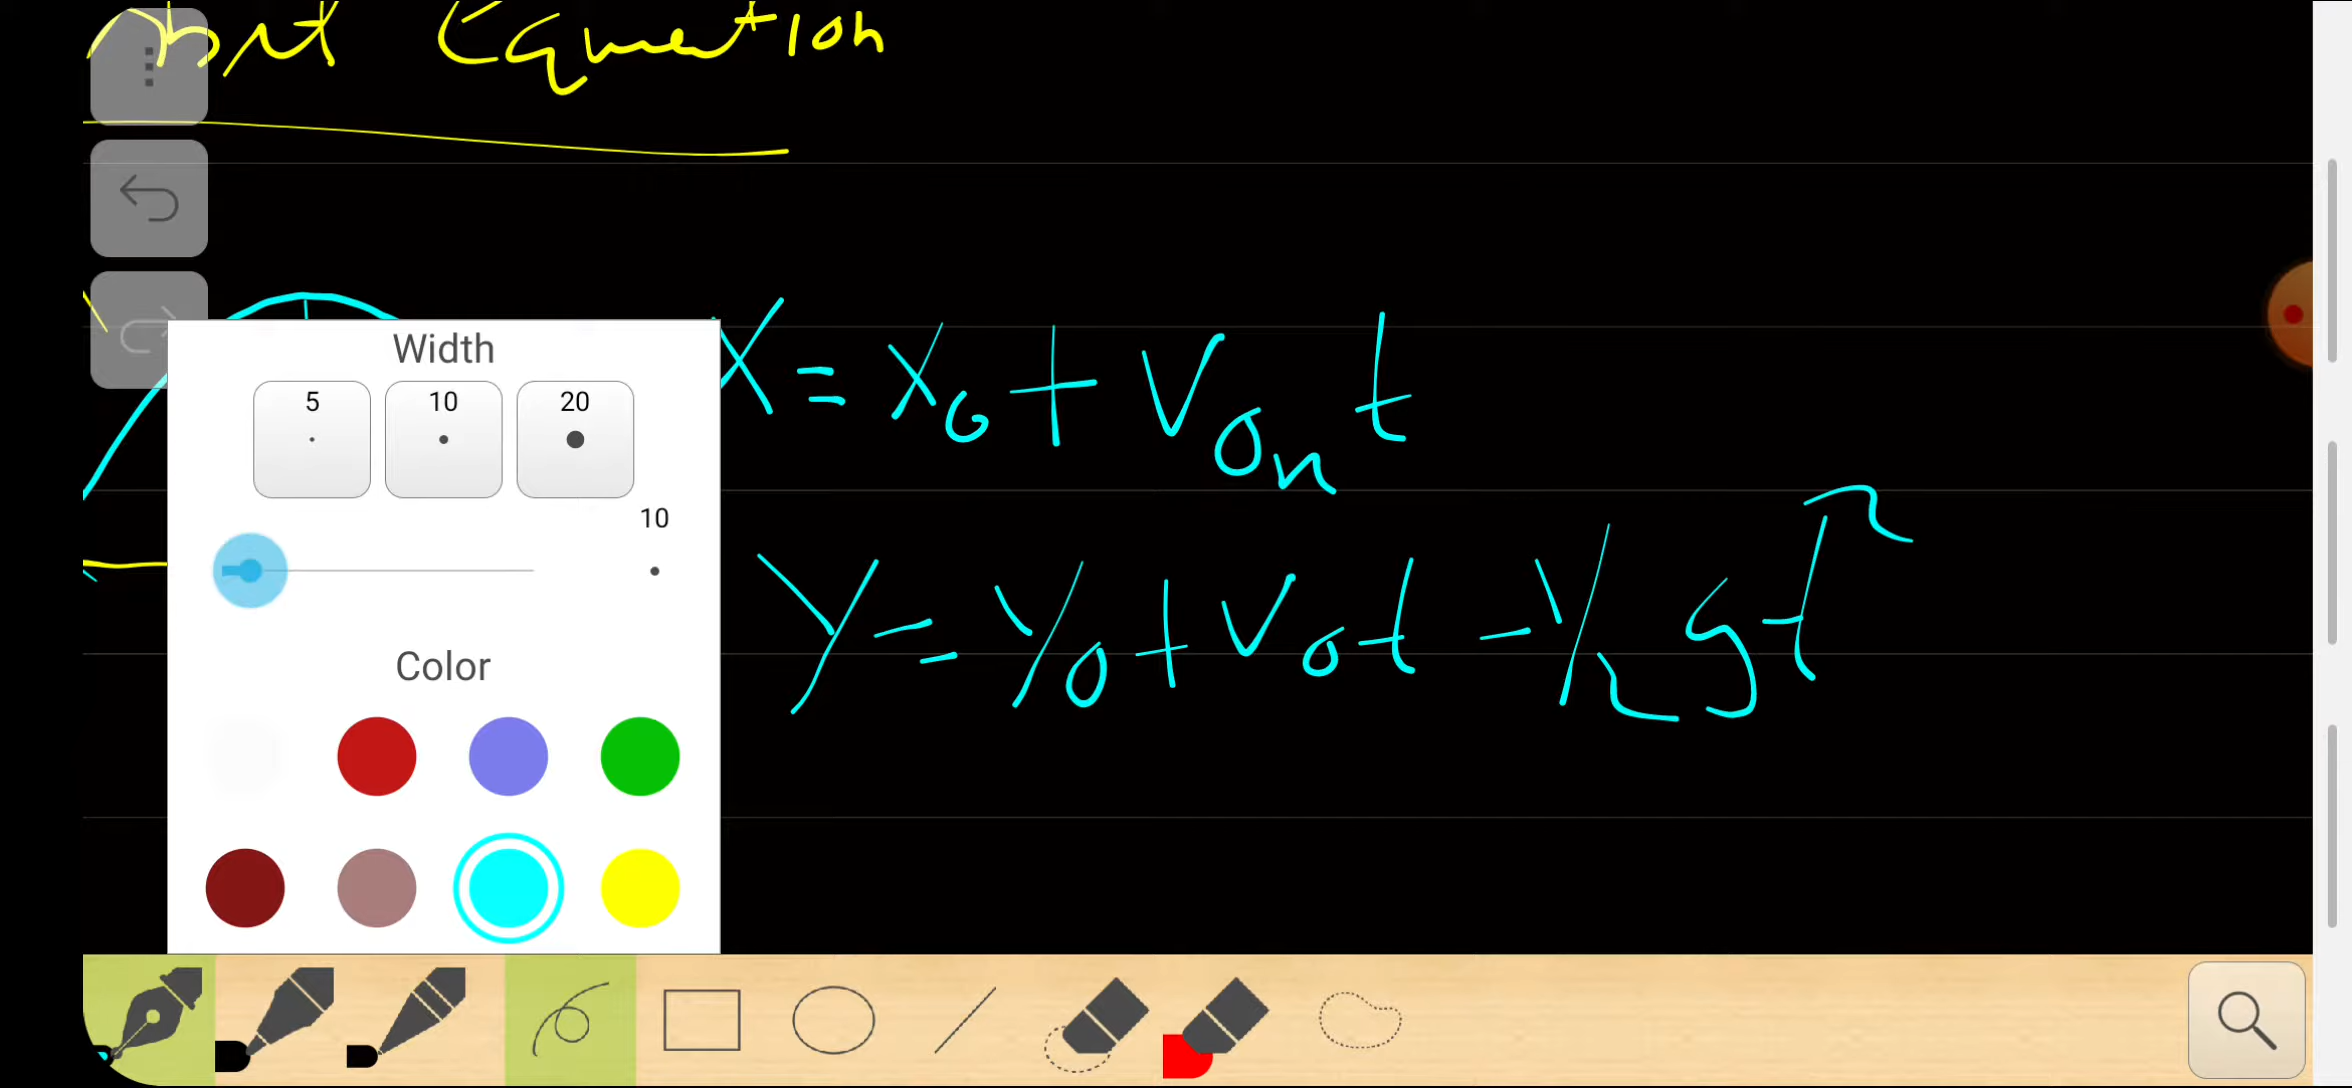 Equation
Width
5 10 20
10
Color
X = x₀ + V₀ₓ t
Y = y₀ + V₀ t - 1/2 g t²